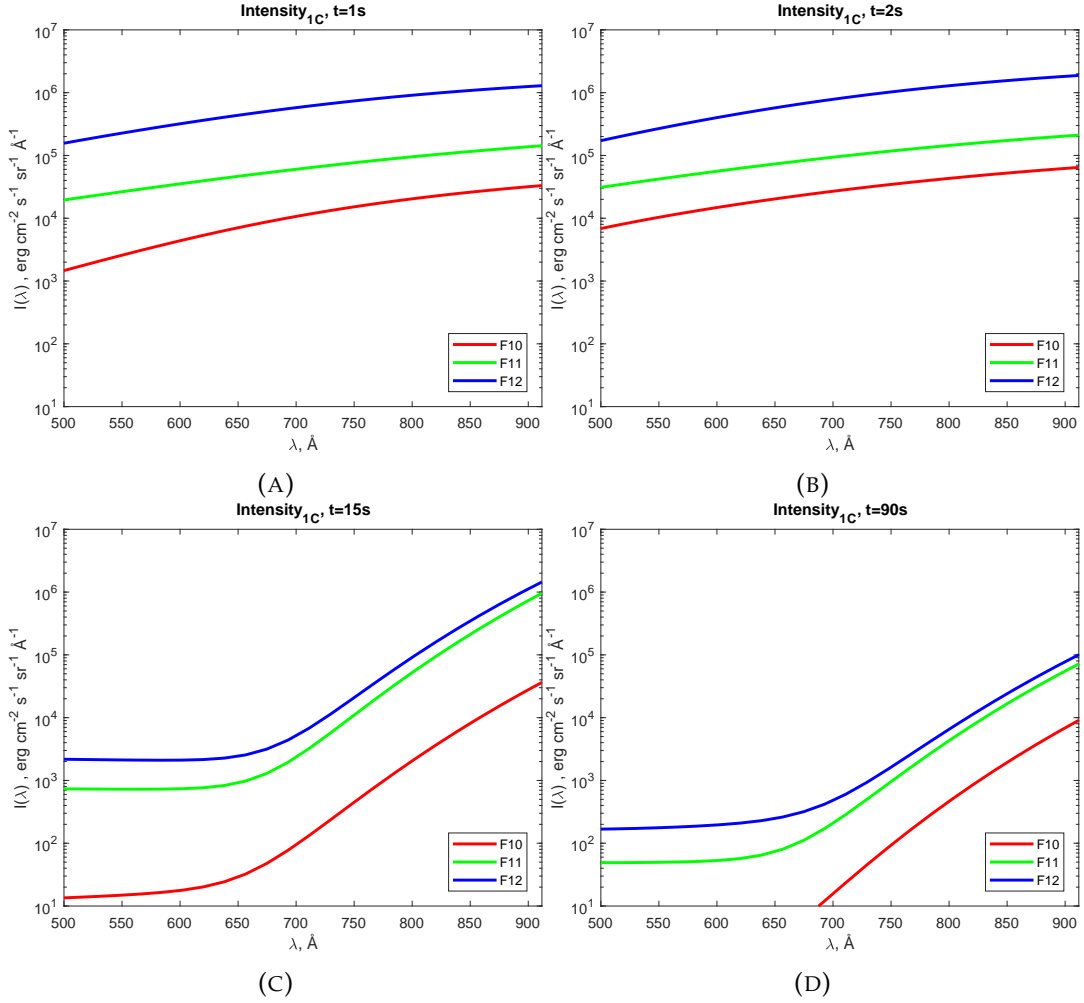 Intensity1C, t=1s
10^7
10^6
10^5
10^4
10^3
10^2
10^1
I(λ) , erg cm^-2 s^-1 sr^-1 Å^-1
500 550 600 650 700 750 800 850 900
λ, Å
F10
F11
F12
(A)
Intensity1C, t=2s
10^7
10^6
10^5
10^4
10^3
10^2
10^1
I(λ) , erg cm^-2 s^-1 sr^-1 Å^-1
500 550 600 650 700 750 800 850 900
λ, Å
F10
F11
F12
(B)
Intensity1C, t=15s
10^7
10^6
10^5
10^4
10^3
10^2
10^1
I(λ) , erg cm^-2 s^-1 sr^-1 Å^-1
500 550 600 650 700 750 800 850 900
λ, Å
F10
F11
F12
(C)
Intensity1C, t=90s
10^7
10^6
10^5
10^4
10^3
10^2
10^1
I(λ) , erg cm^-2 s^-1 sr^-1 Å^-1
500 550 600 650 700 750 800 850 900
λ, Å
F10
F11
F12
(D)